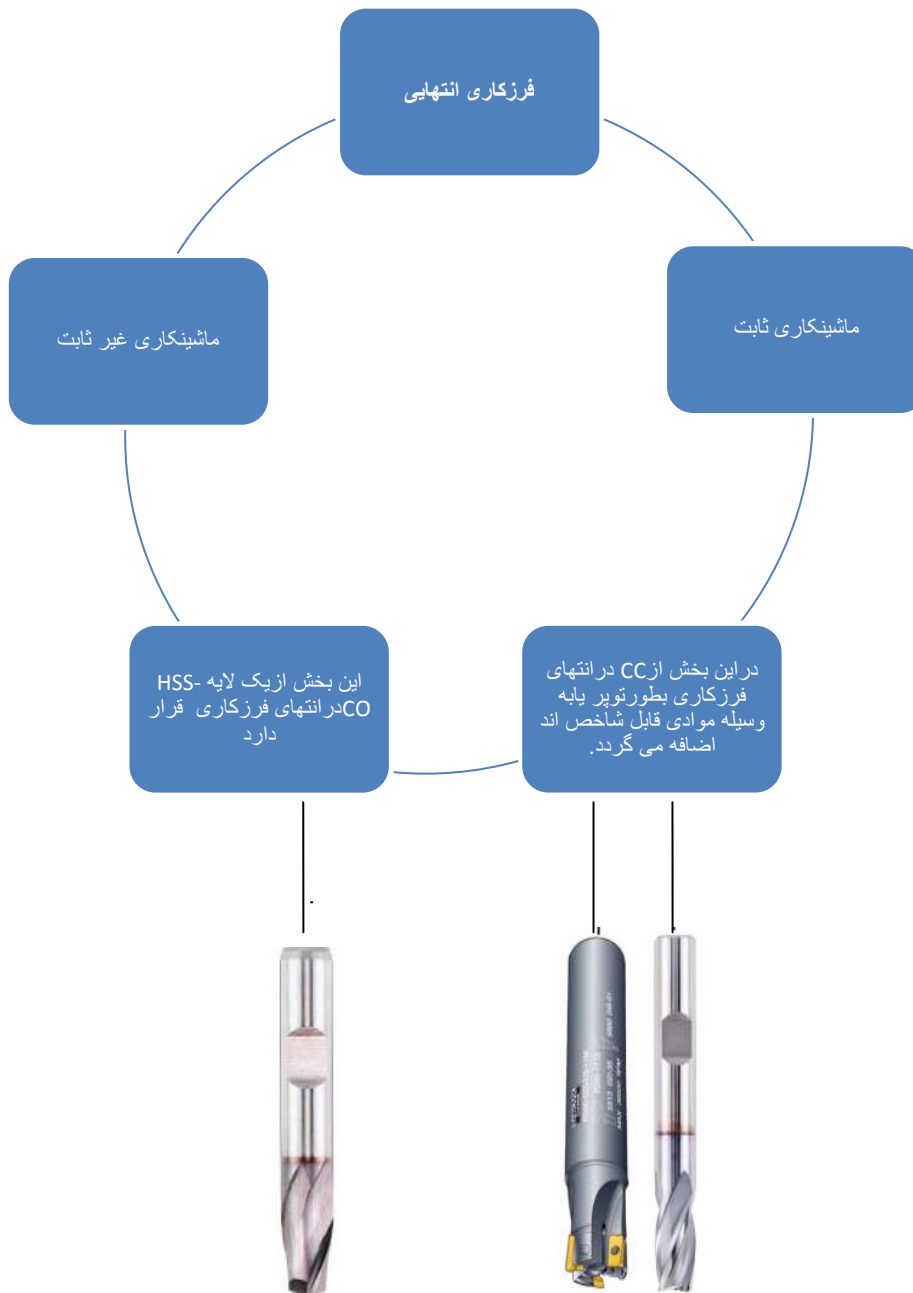 فرزکاری انتهایی
ماشینکاری ثابت
ماشینکاری غیر ثابت
دراین بخش ازCC درانتهای
فرزکاری بطورتوپر یابه
وسیله موادی قابل شاخص اند
اضافه می گردد.
این بخش ازیک لایه HSS-
COدرانتهای فرزکاری قرار
دارد